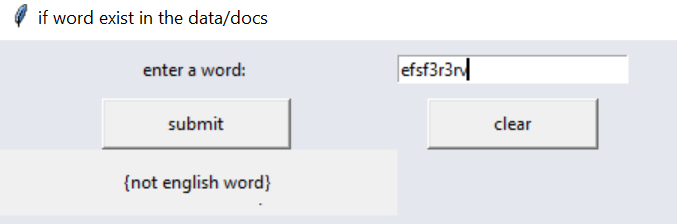 if word exist in the data/docs
enter a word: efsf3r3rv
submit clear
{not english word}
.